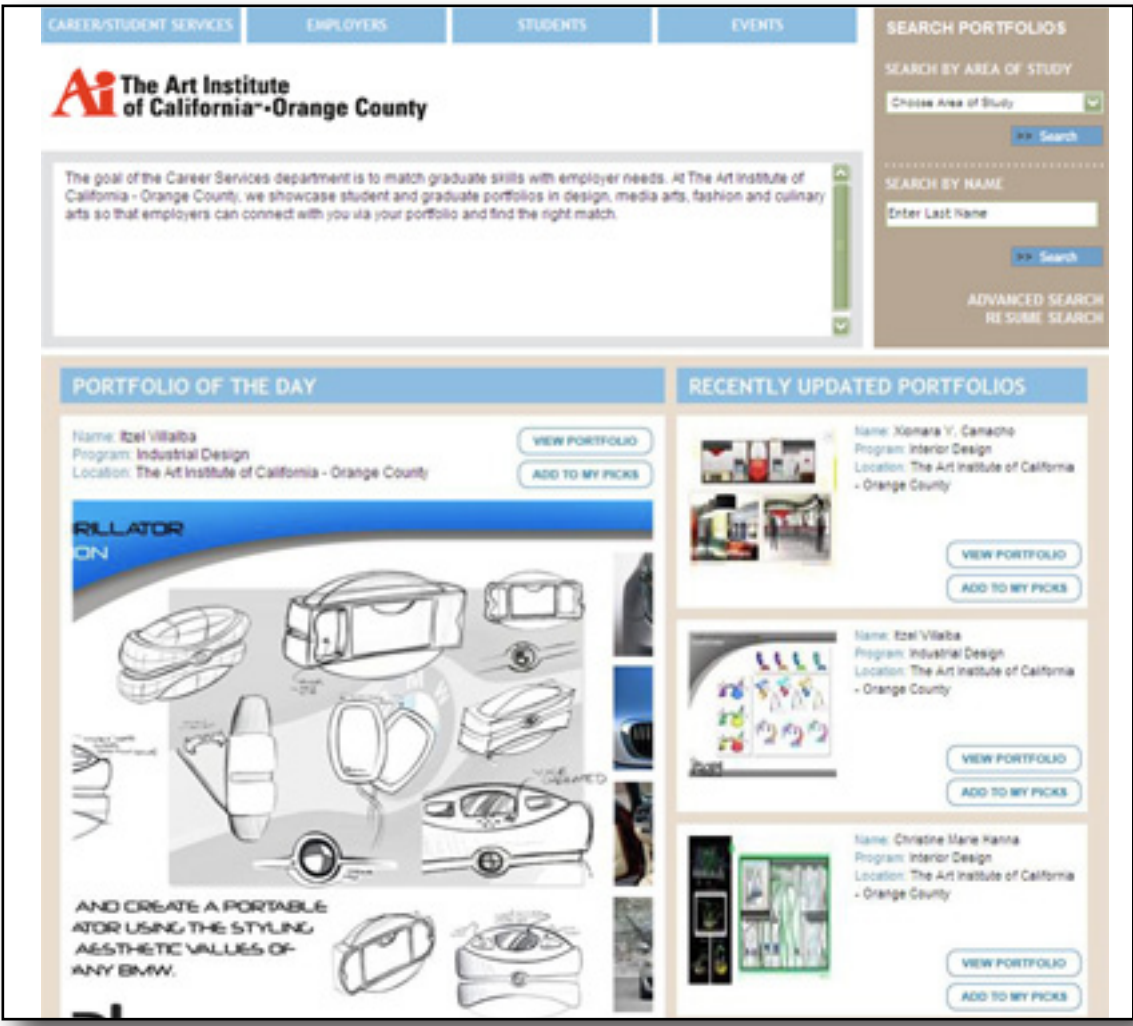 CAREER/STUDENT SERVICES
EMPLOYERS
STUDENTS
EVENTS
Ai The Art Institute
of California℠•Orange County
SEARCH PORTFOLIOS
SEARCH BY AREA OF STUDY
Choose Area of Study
>> Search
SEARCH BY NAME
Enter Last Name
>> Search
ADVANCED SEARCH
RESUME SEARCH
The goal of the Career Services department is to match graduate skills with employer needs. At The Art Institute of
California - Orange County, we showcase student and graduate portfolios in design, media arts, fashion and culinary
arts so that employers can connect with you via your portfolio and find the right match.
PORTFOLIO OF THE DAY
Name: Itzel Villalba
Program: Industrial Design
Location: The Art Institute of California - Orange County
VIEW PORTFOLIO
ADD TO MY PICKS
RILLATOR
ION
AND CREATE A PORTABLE
ATOR USING THE STYLING
AESTHETIC VALUES OF
ANY BMW.
RECENTLY UPDATED PORTFOLIOS
Name: Xiomara Y. Camacho
Program: Interior Design
Location: The Art Institute of California
- Orange County
VIEW PORTFOLIO
ADD TO MY PICKS
Name: Itzel Villalba
Program: Industrial Design
Location: The Art Institute of California
- Orange County
VIEW PORTFOLIO
ADD TO MY PICKS
Name: Christine Marie Hanna
Program: Interior Design
Location: The Art Institute of California
- Orange County
VIEW PORTFOLIO
ADD TO MY PICKS